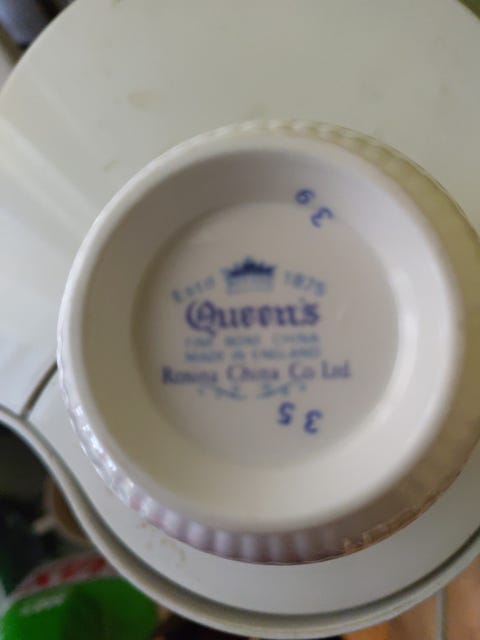 39
Estd 1875
Queen's
FINE BONE CHINA
MADE IN ENGLAND
Rosina China Co Ltd.
35